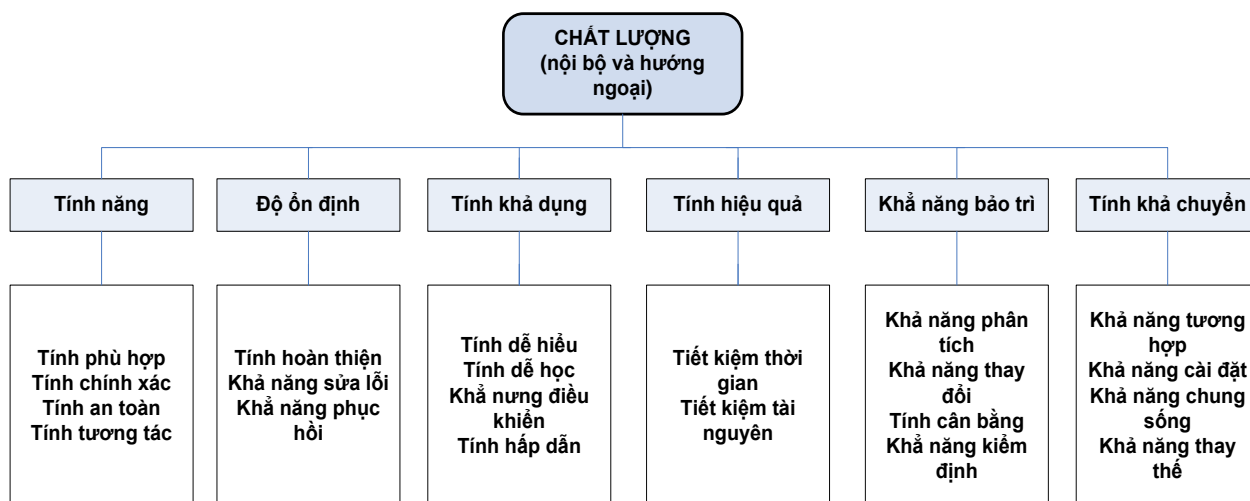 CHẤT LƯỢNG
(nội bộ và hướng
ngoại)
Tính năng
Độ ổn định
Tính khả dụng
Tính hiệu quả
Khẳ năng bảo trì
Tính khả chuyển
Tính phù hợp
Tính chính xác
Tính an toàn
Tính tương tác
Tính hoàn thiện
Khả năng sửa lỗi
Khẳ năng phục
hồi
Tính dễ hiểu
Tính dễ học
Khẳ nưng điều
khiển
Tính hấp dẫn
Tiết kiệm thời
gian
Tiết kiệm tài
nguyên
Khả năng phân
tích
Khả năng thay
đổi
Tính cân bằng
Khẳ năng kiểm
định
Khả năng tương
hợp
Khả năng cài đặt
Khả năng chung
sống
Khả năng thay
thế